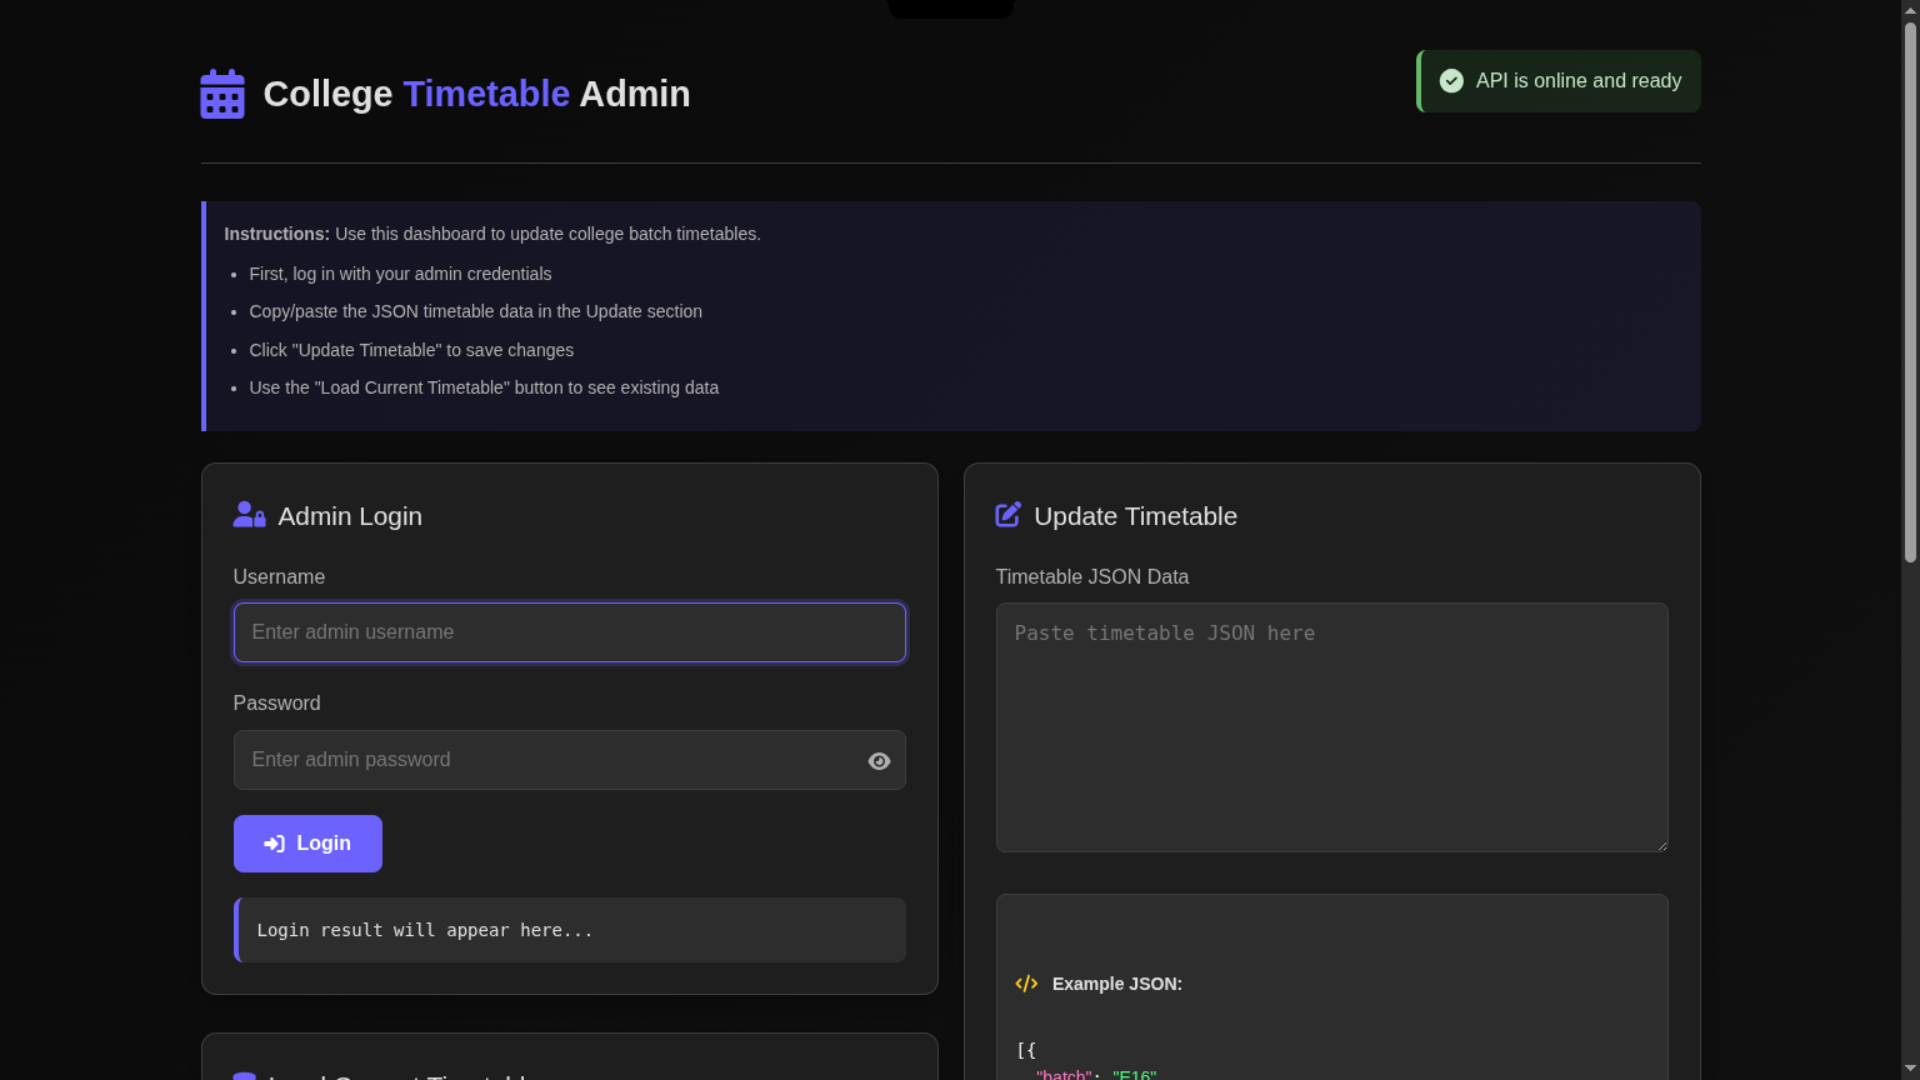 College Timetable Admin
API is online and ready
Instructions: Use this dashboard to update college batch timetables.
• First, log in with your admin credentials
• Copy/paste the JSON timetable data in the Update section
• Click "Update Timetable" to save changes
• Use the "Load Current Timetable" button to see existing data
Admin Login
Username
Enter admin username
Password
Enter admin password
Login
Login result will appear here...
Update Timetable
Timetable JSON Data
Paste timetable JSON here
</> Example JSON:
[{
"batch": "E16"